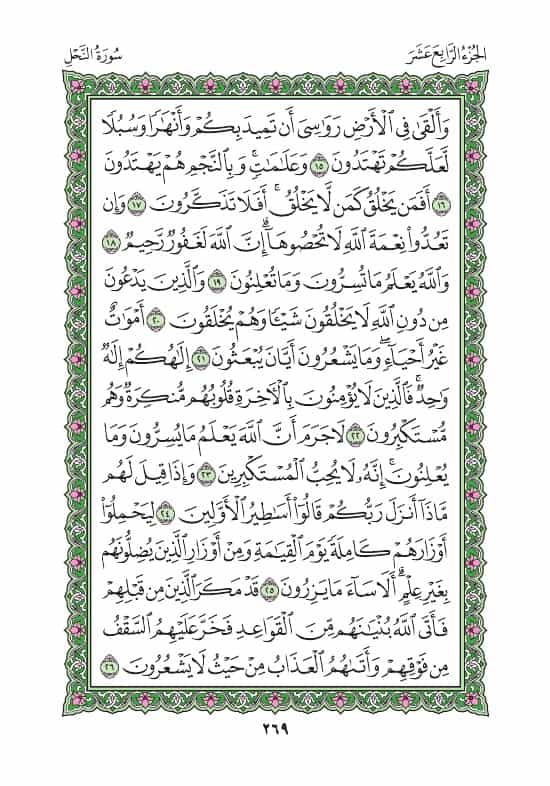 الجُزْءُ الرَّابِعَ عَشَرَ
سُورَةُ النَّحْلِ
وَأَلْقَىٰ فِي ٱلْأَرْضِ رَوَٰسِيَ أَن تَمِيدَ بِكُمْ وَأَنْهَٰرًا وَسُبُلًا
لَّعَلَّكُمْ تَهْتَدُونَ ١٥ وَعَلَٰمَٰتٍ ۚ وَبِٱلنَّجْمِ هُمْ يَهْتَدُونَ
١٦ أَفَمَن يَخْلُقُ كَمَن لَّا يَخْلُقُ ۗ أَفَلَا تَذَكَّرُونَ ١٧ وَإِن
تَعُدُّوا۟ نِعْمَةَ ٱللَّهِ لَا تُحْصُوهَآ ۗ إِنَّ ٱللَّهَ لَغَفُورٌ رَّحِيمٌ ١٨
وَٱللَّهُ يَعْلَمُ مَا تُسِرُّونَ وَمَا تُعْلِنُونَ ١٩ وَٱلَّذِينَ يَدْعُونَ
مِن دُونِ ٱللَّهِ لَا يَخْلُقُونَ شَيْـًٔا وَهُمْ يُخْلَقُونَ ٢٠ أَمْوَٰتٌ
غَيْرُ أَحْيَآءٍ ۖ وَمَا يَشْعُرُونَ أَيَّانَ يُبْعَثُونَ ٢١ إِلَٰهُكُمْ إِلَٰهٌ
وَٰحِدٌ ۚ فَٱلَّذِينَ لَا يُؤْمِنُونَ بِٱلْـَٔاخِرَةِ قُلُوبُهُم مُّنكِرَةٌ وَهُم
مُّسْتَكْبِرُونَ ٢٢ لَا جَرَمَ أَنَّ ٱللَّهَ يَعْلَمُ مَا يُسِرُّونَ وَمَا
يُعْلِنُونَ ۚ إِنَّهُۥ لَا يُحِبُّ ٱلْمُسْتَكْبِرِينَ ٢٣ وَإِذَا قِيلَ لَهُم
مَّاذَآ أَنزَلَ رَبُّكُمْ ۙ قَالُوٓا۟ أَسَٰطِيرُ ٱلْأَوَّلِينَ ٢٤ لِيَحْمِلُوٓا۟
أَوْزَارَهُمْ كَامِلَةً يَوْمَ ٱلْقِيَٰمَةِ ۙ وَمِنْ أَوْزَارِ ٱلَّذِينَ يُضِلُّونَهُم
بِغَيْرِ عِلْمٍ ۗ أَلَا سَآءَ مَا يَزِرُونَ ٢٥ قَدْ مَكَرَ ٱلَّذِينَ مِن قَبْلِهِمْ
فَأَتَى ٱللَّهُ بُنْيَٰنَهُم مِّنَ ٱلْقَوَاعِدِ فَخَرَّ عَلَيْهِمُ ٱلسَّقْفُ
مِن فَوْقِهِمْ وَأَتَىٰهُمُ ٱلْعَذَابُ مِنْ حَيْثُ لَا يَشْعُرُونَ ٢٦
٢٦٩